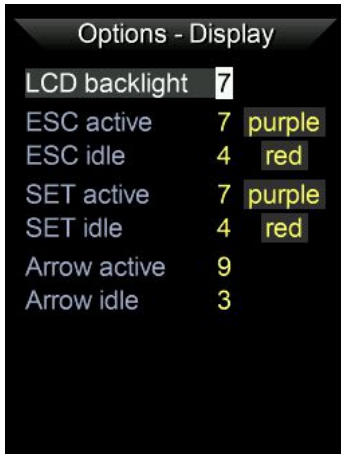 Options - Display
LCD backlight 7
ESC active 7 purple
ESC idle 4 red
SET active 7 purple
SET idle 4 red
Arrow active 9
Arrow idle 3